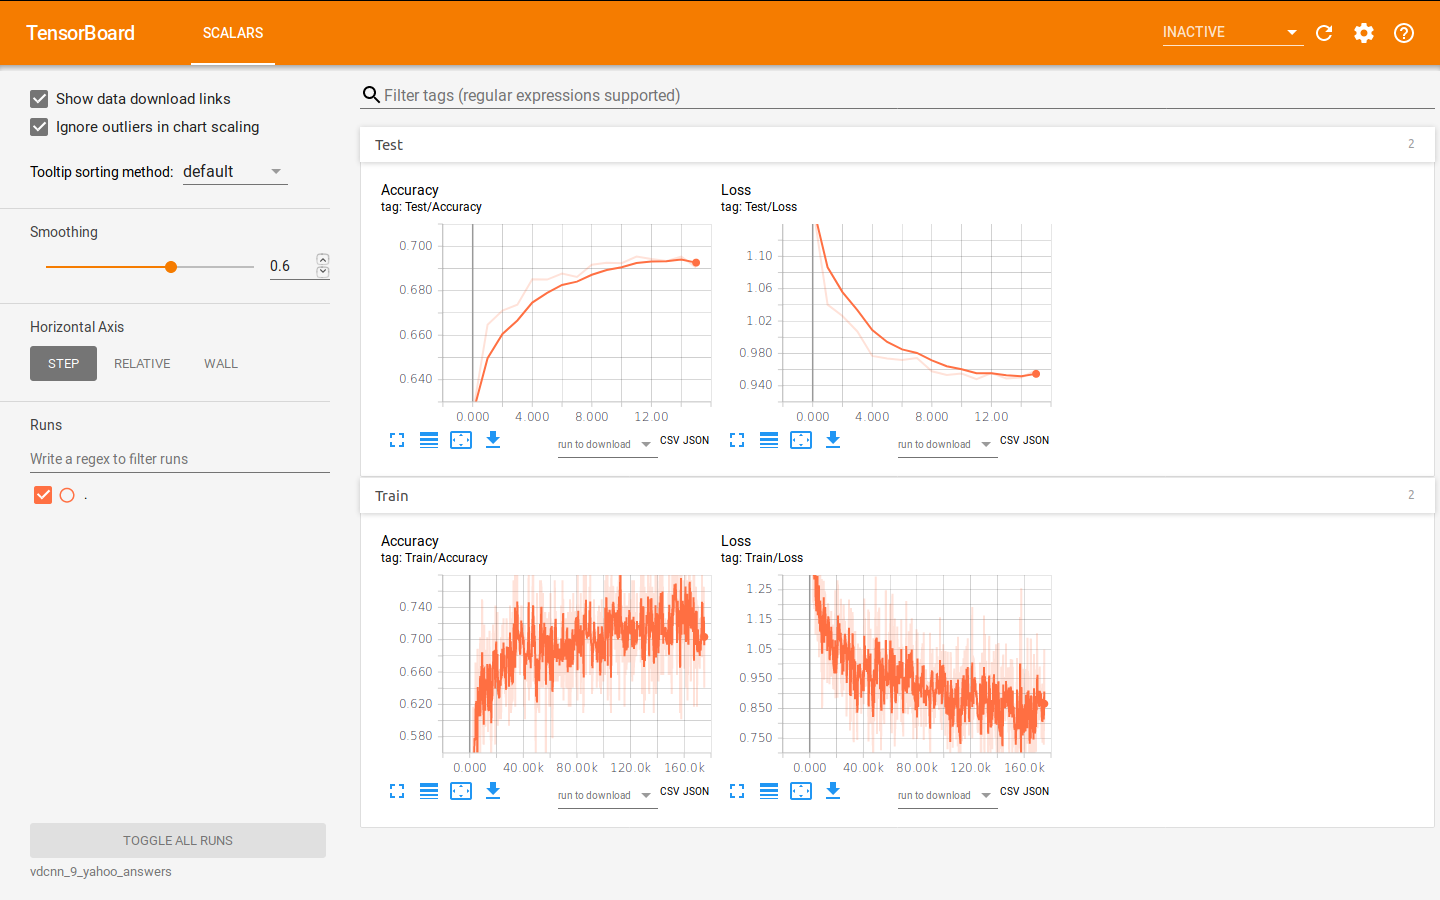 TensorBoard
SCALARS
INACTIVE
Show data download links
Ignore outliers in chart scaling
Tooltip sorting method: default
Smoothing
0.6
Horizontal Axis
STEP RELATIVE WALL
Runs
Write a regex to filter runs
.
TOGGLE ALL RUNS
vdcnn_9_yahoo_answers
Filter tags (regular expressions supported)
Test 2
Accuracy
tag: Test/Accuracy
0.700
0.680
0.660
0.640
0.000 4.000 8.000 12.00
run to download CSV JSON
Loss
tag: Test/Loss
1.10
1.06
1.02
0.980
0.940
0.000 4.000 8.000 12.00
run to download CSV JSON
Train 2
Accuracy
tag: Train/Accuracy
0.740
0.700
0.660
0.620
0.580
0.000 40.00k 80.00k 120.0k 160.0k
run to download CSV JSON
Loss
tag: Train/Loss
1.25
1.15
1.05
0.950
0.850
0.750
0.000 40.00k 80.00k 120.0k 160.0k
run to download CSV JSON